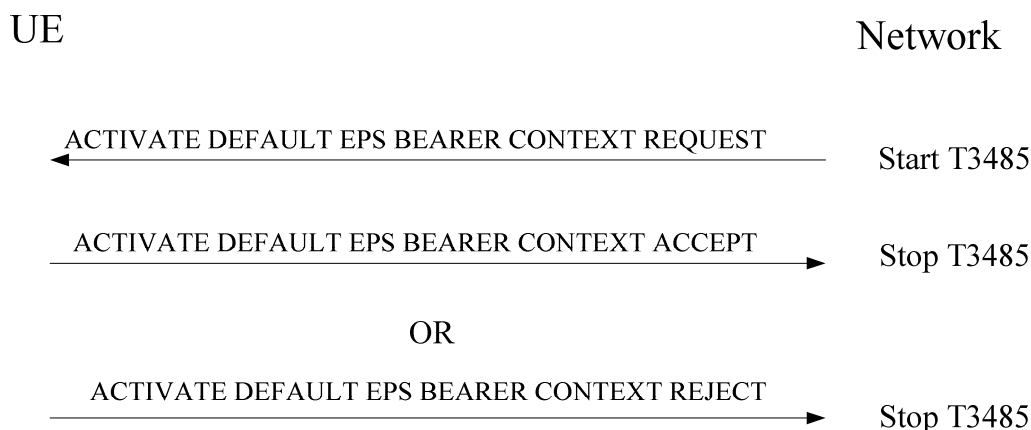 UE
Network
ACTIVATE DEFAULT EPS BEARER CONTEXT REQUEST
Start T3485
ACTIVATE DEFAULT EPS BEARER CONTEXT ACCEPT
Stop T3485
OR
ACTIVATE DEFAULT EPS BEARER CONTEXT REJECT
Stop T3485